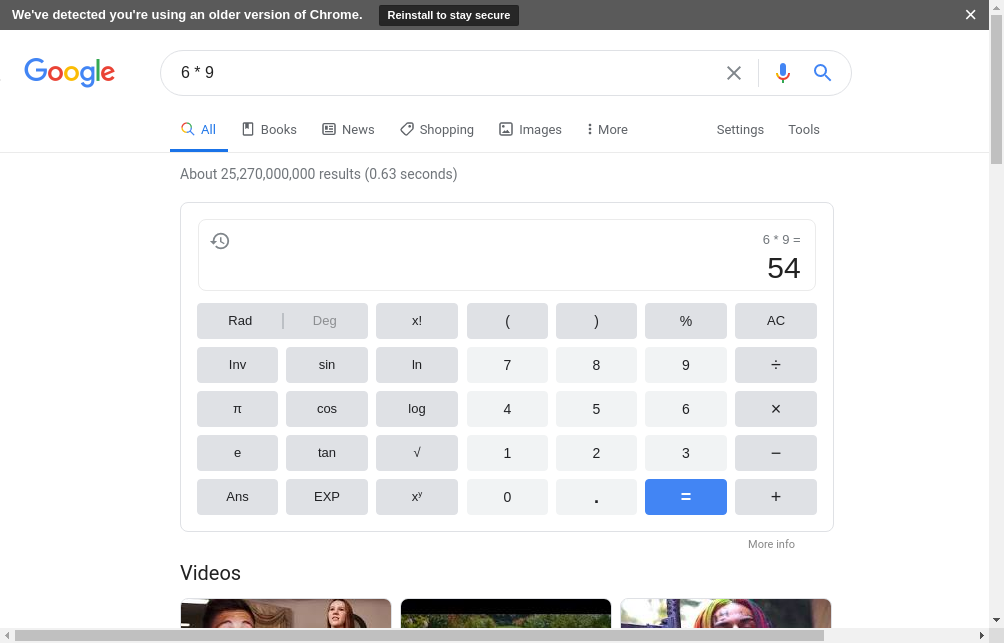 We've detected you're using an older version of Chrome. Reinstall to stay secure
Google
6 * 9
All Books News Shopping Images More Settings Tools
About 25,270,000,000 results (0.63 seconds)
6 * 9 =
54
Rad Deg x! ( ) % AC
Inv sin ln 7 8 9 ÷
π cos log 4 5 6 ×
e tan √ 1 2 3 −
Ans EXP xʸ 0 . = +
More info
Videos